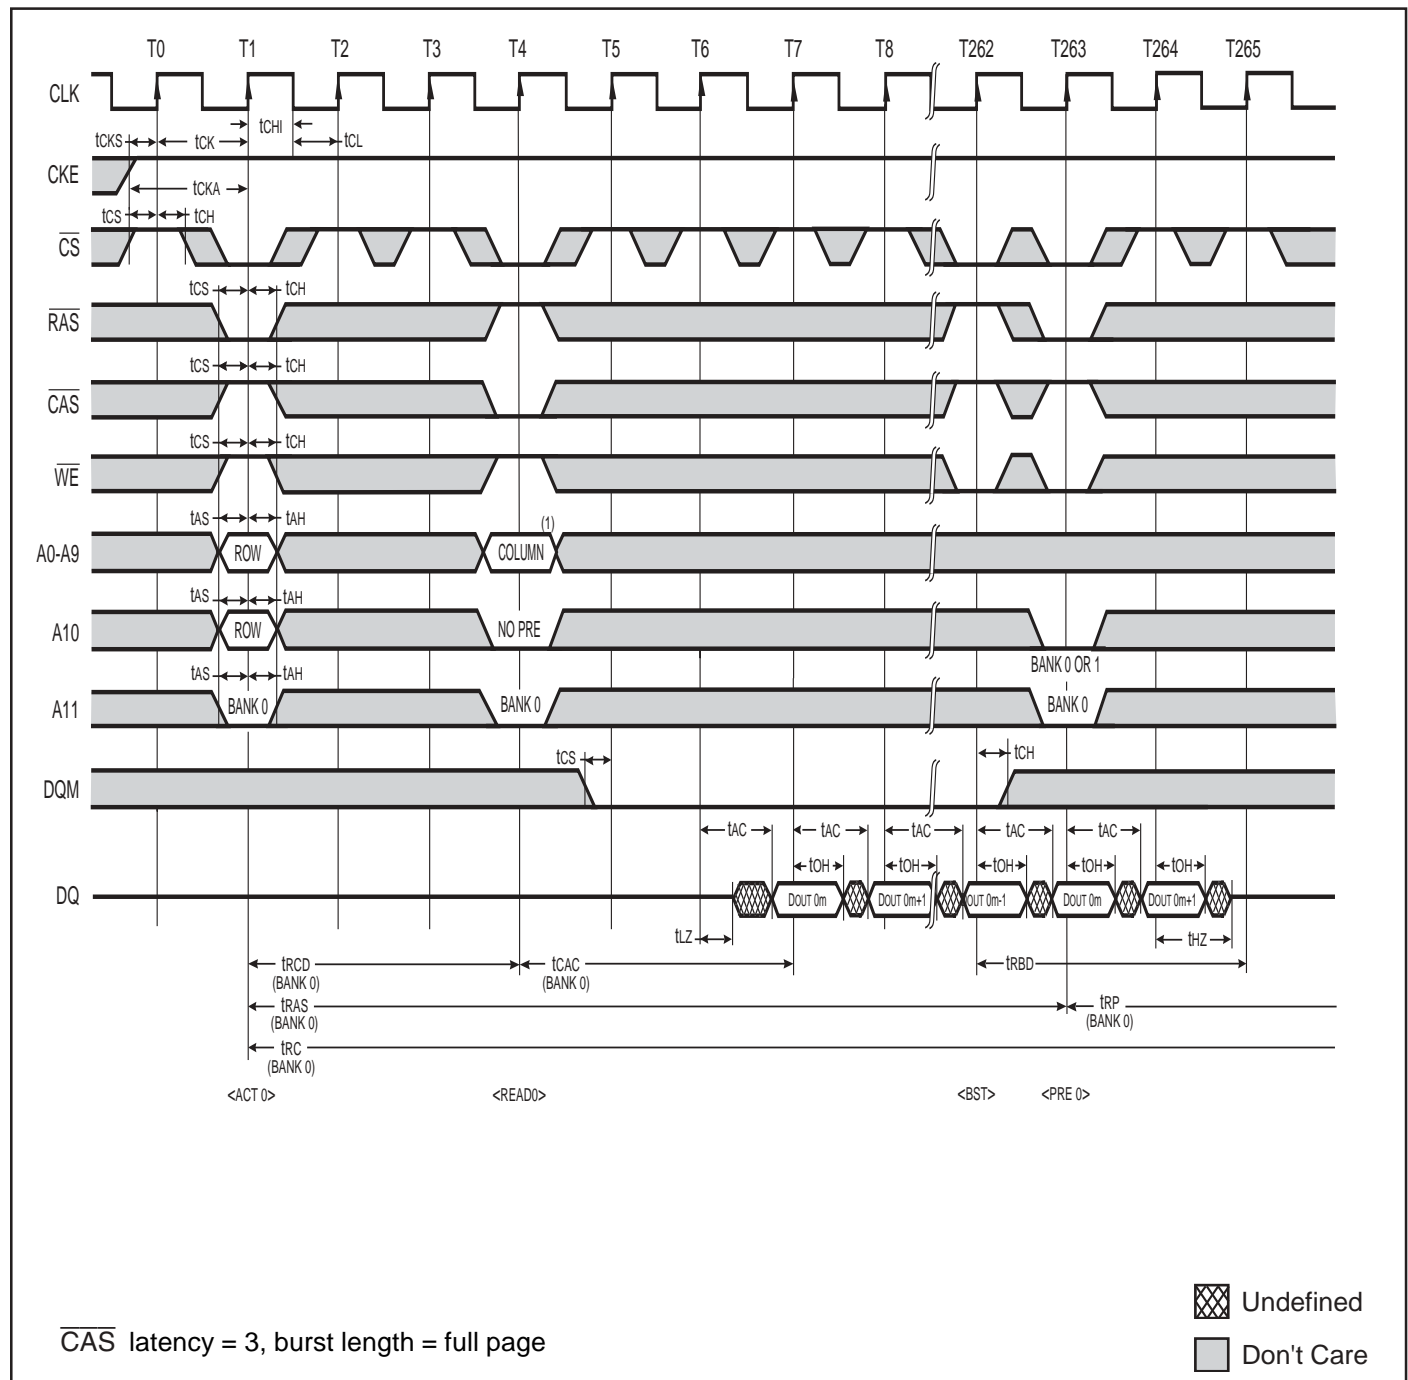 T0 T1 T2 T3 T4 T5 T6 T7 T8 T262 T263 T264 T265
CLK
tCHI
tCKS tCK tCL
CKE
tCKA
tCS tCH
CS
tCS tCH
RAS
tCS tCH
CAS
tCS tCH
WE
tAS tAH
(1)
A0-A9 ROW COLUMN
tAS tAH
A10 ROW NO PRE
BANK 0 OR 1
tAS tAH
A11 BANK 0 BANK 0 BANK 0
tCS tCH
DQM
tAC tAC tAC tAC tAC
tOH tOH tOH tOH tOH
DQ DOUT 0m DOUT 0m+1 OUT 0m-1 DOUT 0m DOUT 0m+1
tLZ tHZ
tRCD tCAC tRBD
(BANK 0) (BANK 0)
tRAS tRP
(BANK 0) (BANK 0)
tRC
(BANK 0)
<ACT 0> <READ0> <BST> <PRE 0>
Undefined
CAS latency = 3, burst length = full page
Don't Care